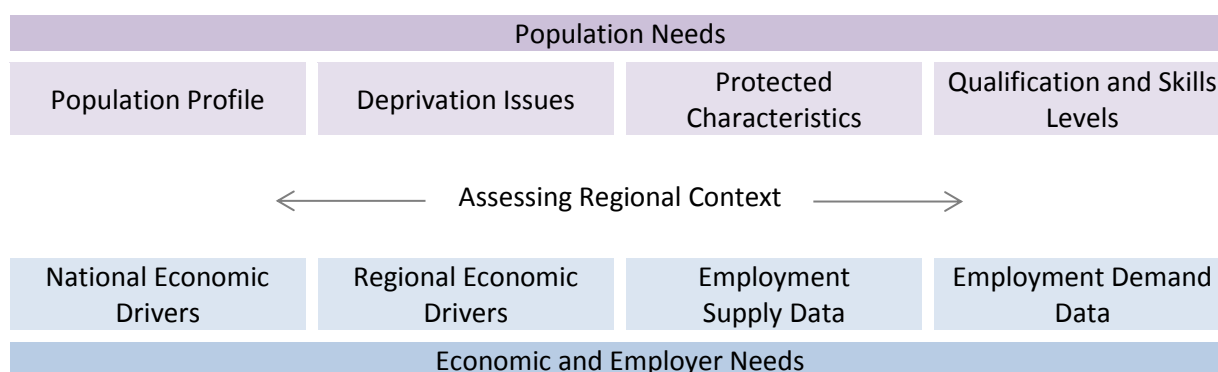 Population Needs
Population Profile
Deprivation Issues
Protected
Characteristics
Qualification and Skills
Levels
Assessing Regional Context
National Economic
Drivers
Regional Economic
Drivers
Employment
Supply Data
Employment Demand
Data
Economic and Employer Needs